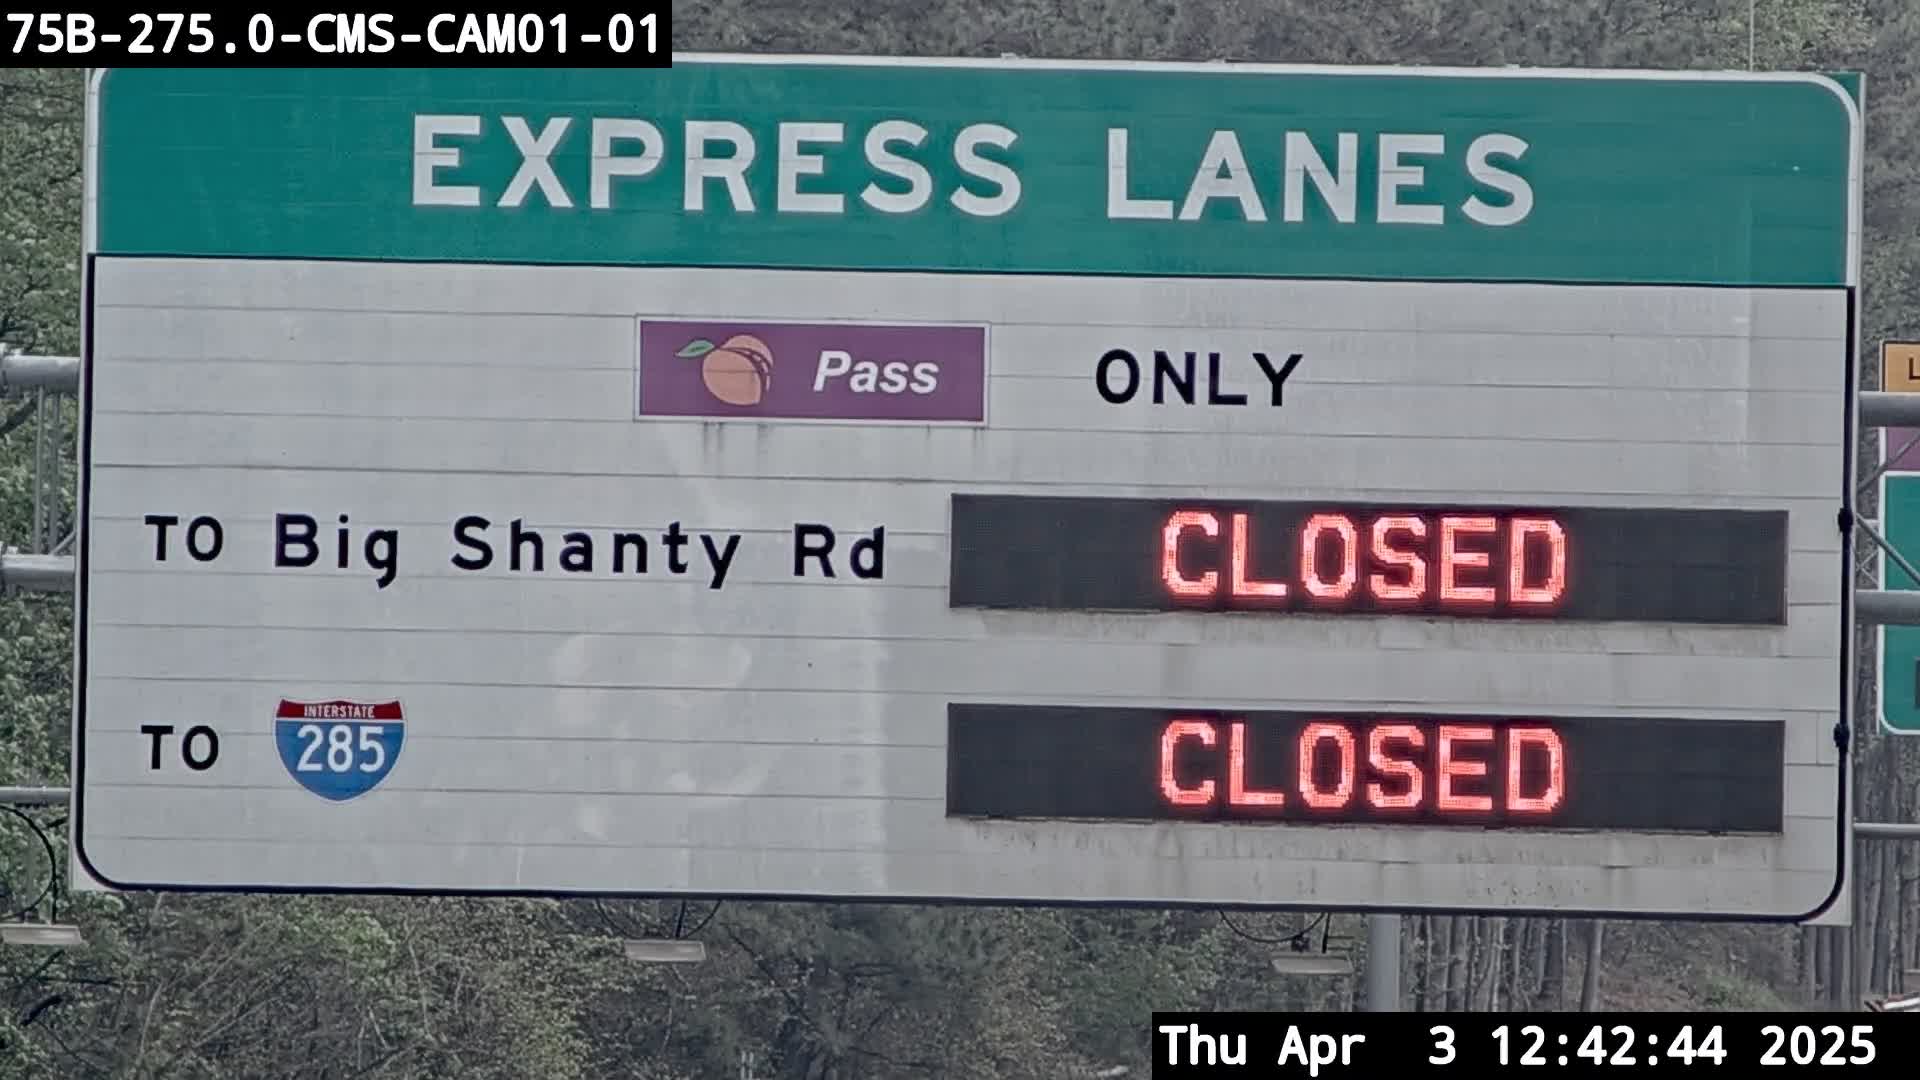 75B-275.0-CMS-CAM01-01
EXPRESS LANES
Pass ONLY
TO Big Shanty Rd CLOSED
TO INTERSTATE 285 CLOSED
Thu Apr 3 12:42:44 2025